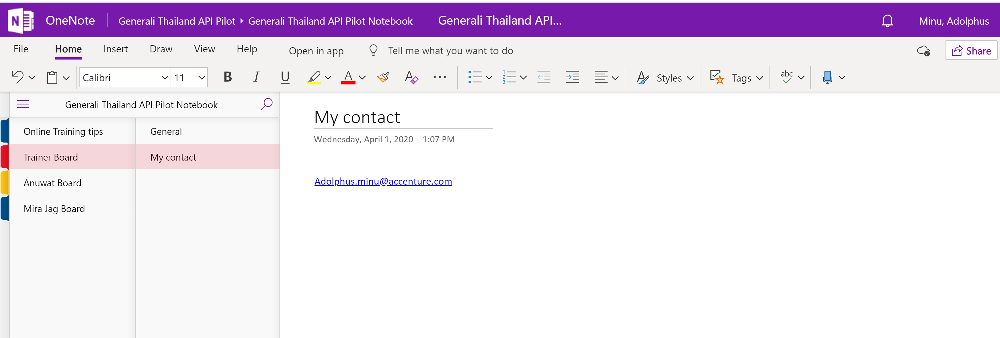 OneNote Generali Thailand API Pilot Generali Thailand API Pilot Notebook Generali Thailand API... Minu, Adolphus
File Home Insert Draw View Help Open in app Tell me what you want to do Share
Calibri 11 B I U A A Styles Tags abc
Generali Thailand API Pilot Notebook
Online Training tips
Trainer Board
Anuwat Board
Mira Jag Board
General
My contact
My contact
Wednesday, April 1, 2020 1:07 PM
Adolphus.minu@accenture.com